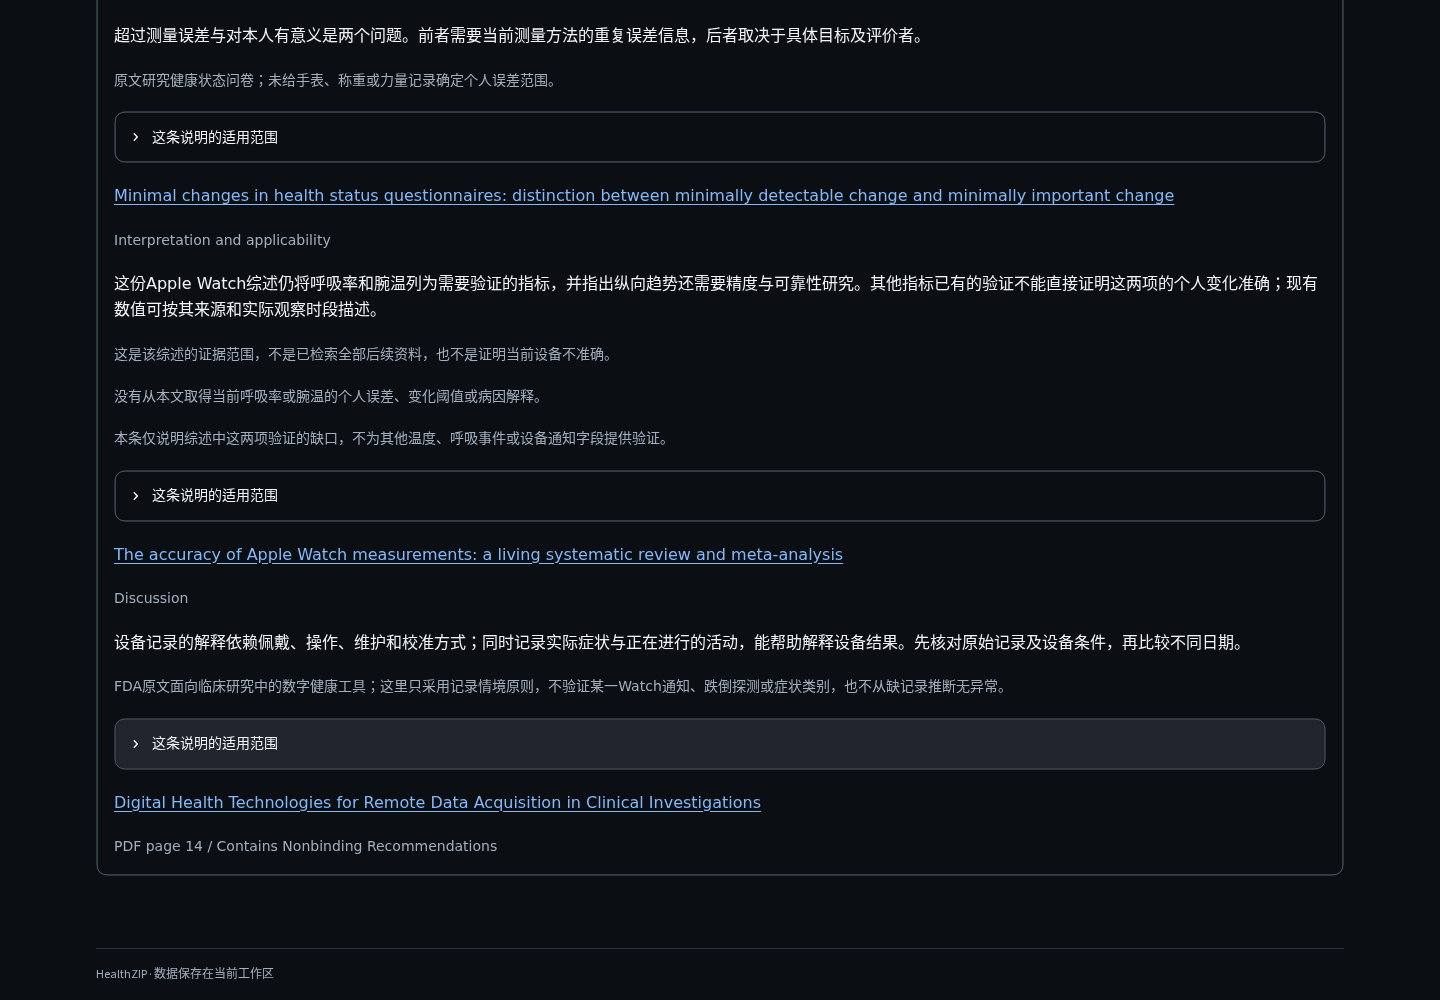 超过测量误差与对本人有意义是两个问题。前者需要当前测量方法的重复误差信息，后者取决于具体目标及评价者。
原文研究健康状态问卷；未给手表、称重或力量记录确定个人误差范围。
这条说明的适用范围
Minimal changes in health status questionnaires: distinction between minimally detectable change and minimally important change
Interpretation and applicability
这份Apple Watch综述仍将呼吸率和腕温列为需要验证的指标，并指出纵向趋势还需要精度与可靠性研究。其他指标已有的验证不能直接证明这两项的个人变化准确；现有
数值可按其来源和实际观察时段描述。
这是该综述的证据范围，不是已检索全部后续资料，也不是证明当前设备不准确。
没有从本文取得当前呼吸率或腕温的个人误差、变化阈值或病因解释。
本条仅说明综述中这两项验证的缺口，不为其他温度、呼吸事件或设备通知字段提供验证。
这条说明的适用范围
The accuracy of Apple Watch measurements: a living systematic review and meta-analysis
Discussion
设备记录的解释依赖佩戴、操作、维护和校准方式；同时记录实际症状与正在进行的活动，能帮助解释设备结果。先核对原始记录及设备条件，再比较不同日期。
FDA原文面向临床研究中的数字健康工具；这里只采用记录情境原则，不验证某一Watch通知、跌倒探测或症状类别，也不从缺记录推断无异常。
这条说明的适用范围
Digital Health Technologies for Remote Data Acquisition in Clinical Investigations
PDF page 14 / Contains Nonbinding Recommendations
HealthZIP · 数据保存在当前工作区